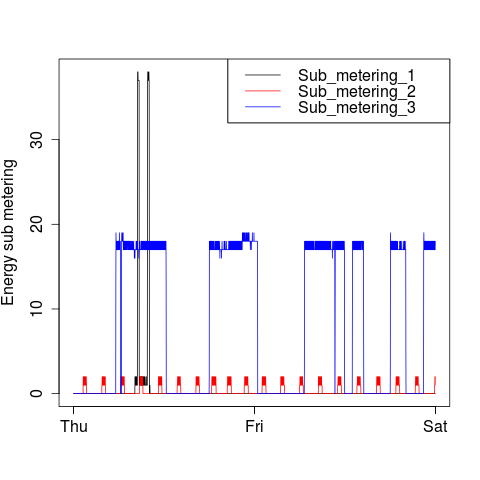 Sub_metering_1
Sub_metering_2
Sub_metering_3
Energy sub metering
30
20
10
0
Thu Fri Sat